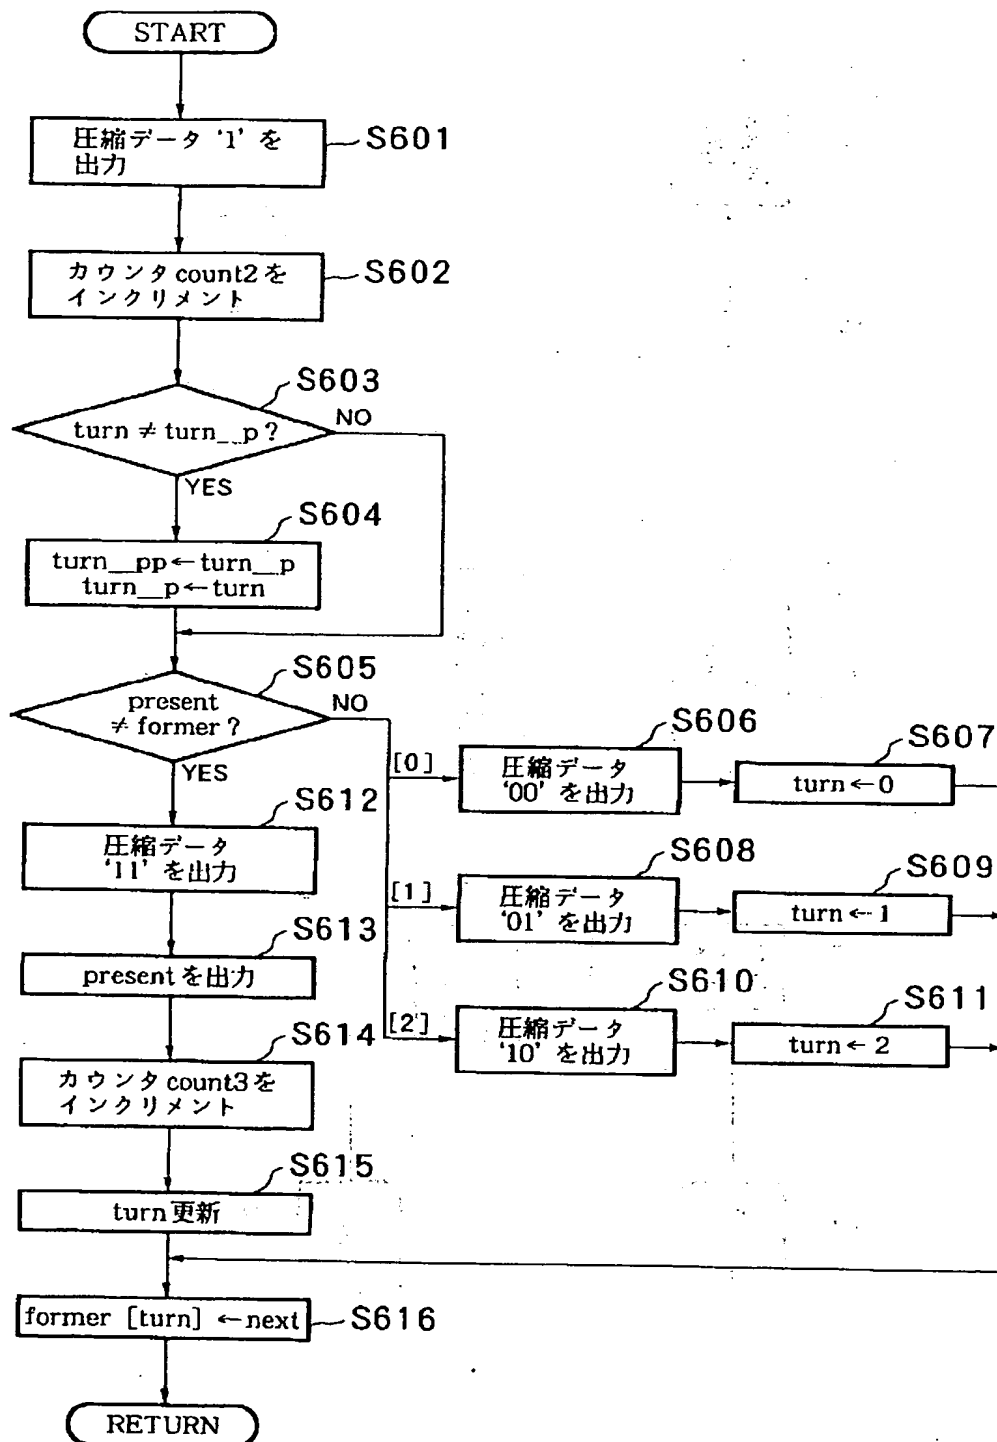 START
圧縮データ '1' を
出力
S601
カウンタ count2 を
インクリメント
S602
S603
turn ≠ turn__p ?
NO
YES
S604
turn__pp ← turn__p
turn__p ← turn
S605
present
≠ former ?
NO
YES
[0]
S606
圧縮データ
'00' を出力
S607
turn ← 0
[1]
S608
圧縮データ
'01' を出力
S609
turn ← 1
[2]
S610
圧縮データ
'10' を出力
S611
turn ← 2
S612
圧縮データ
'11' を出力
S613
present を出力
S614
カウンタ count3 を
インクリメント
S615
turn 更新
former [turn] ← next
S616
RETURN